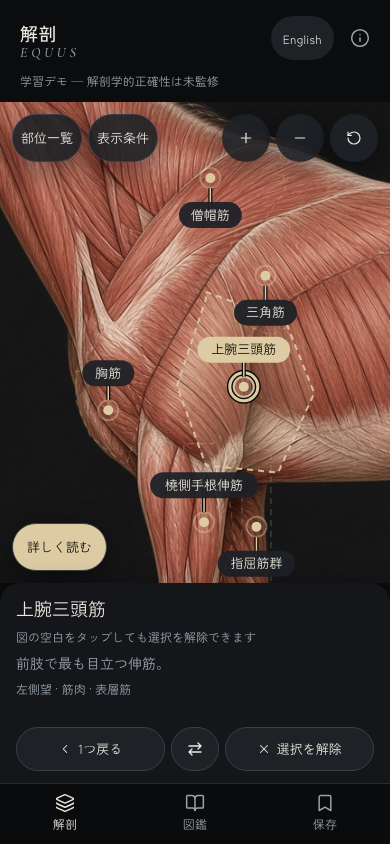 解剖
EQUUS
English
学習デモ — 解剖学的正確性は未監修
部位一覧
表示条件
僧帽筋
三角筋
上腕三頭筋
胸筋
橈側手根伸筋
指屈筋群
詳しく読む
上腕三頭筋
図の空白をタップしても選択を解除できます
前肢で最も目立つ伸筋。
左側望 · 筋肉 · 表層筋
1つ戻る
選択を解除
解剖
図鑑
保存